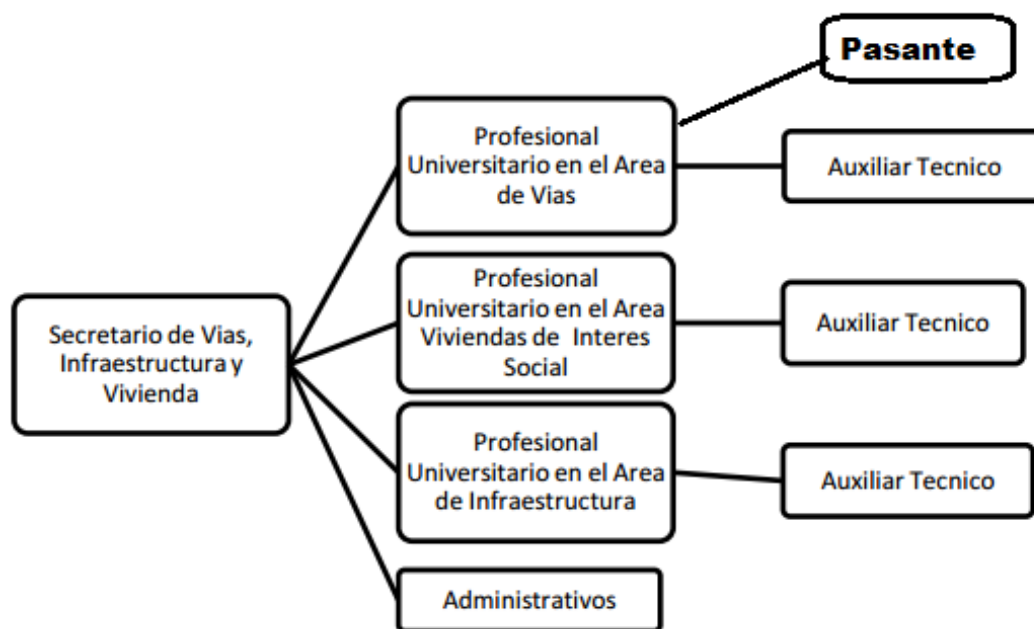 Pasante
Profesional
Universitario en el Area
de Vias
Auxiliar Tecnico
Profesional
Universitario en el Area
Viviendas de Interes
Social
Auxiliar Tecnico
Secretario de Vias,
Infraestructura y
Vivienda
Profesional
Universitario en el Area
de Infraestructura
Auxiliar Tecnico
Administrativos